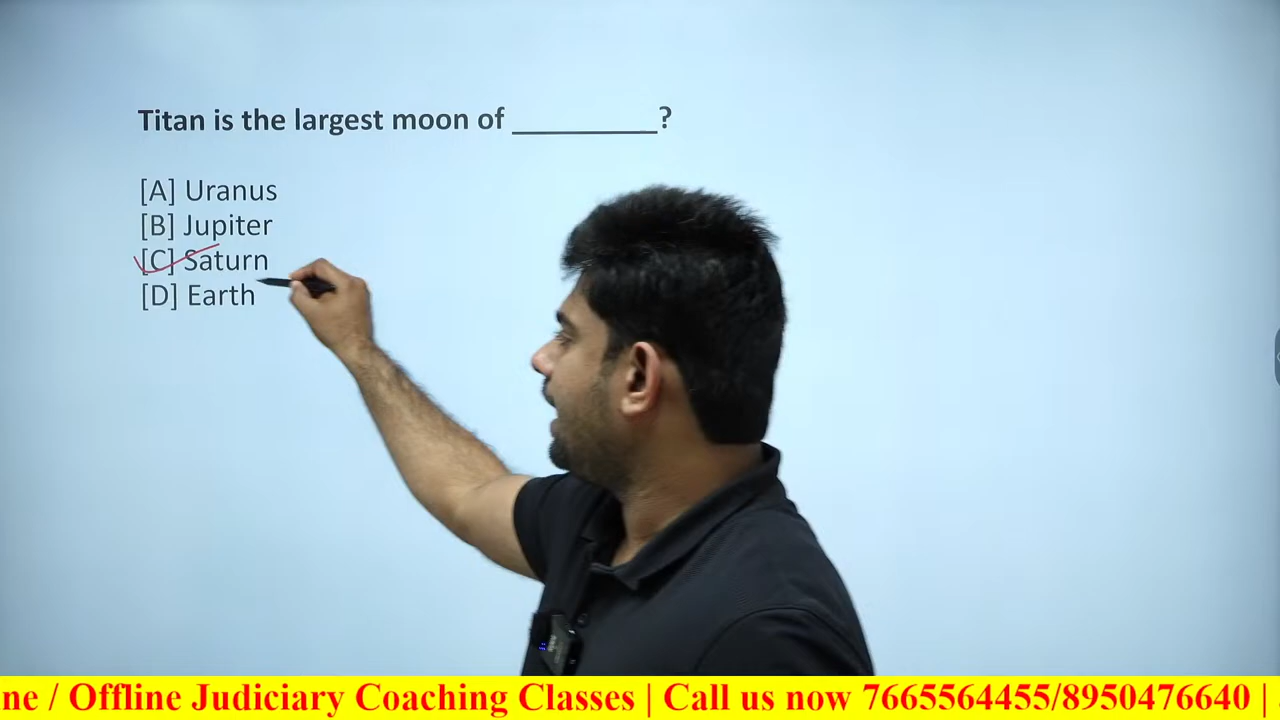 Titan is the largest moon of __________?
[A] Uranus
[B] Jupiter
[C] Saturn
[D] Earth
ne / Offline Judiciary Coaching Classes | Call us now 7665564455/8950476640 |